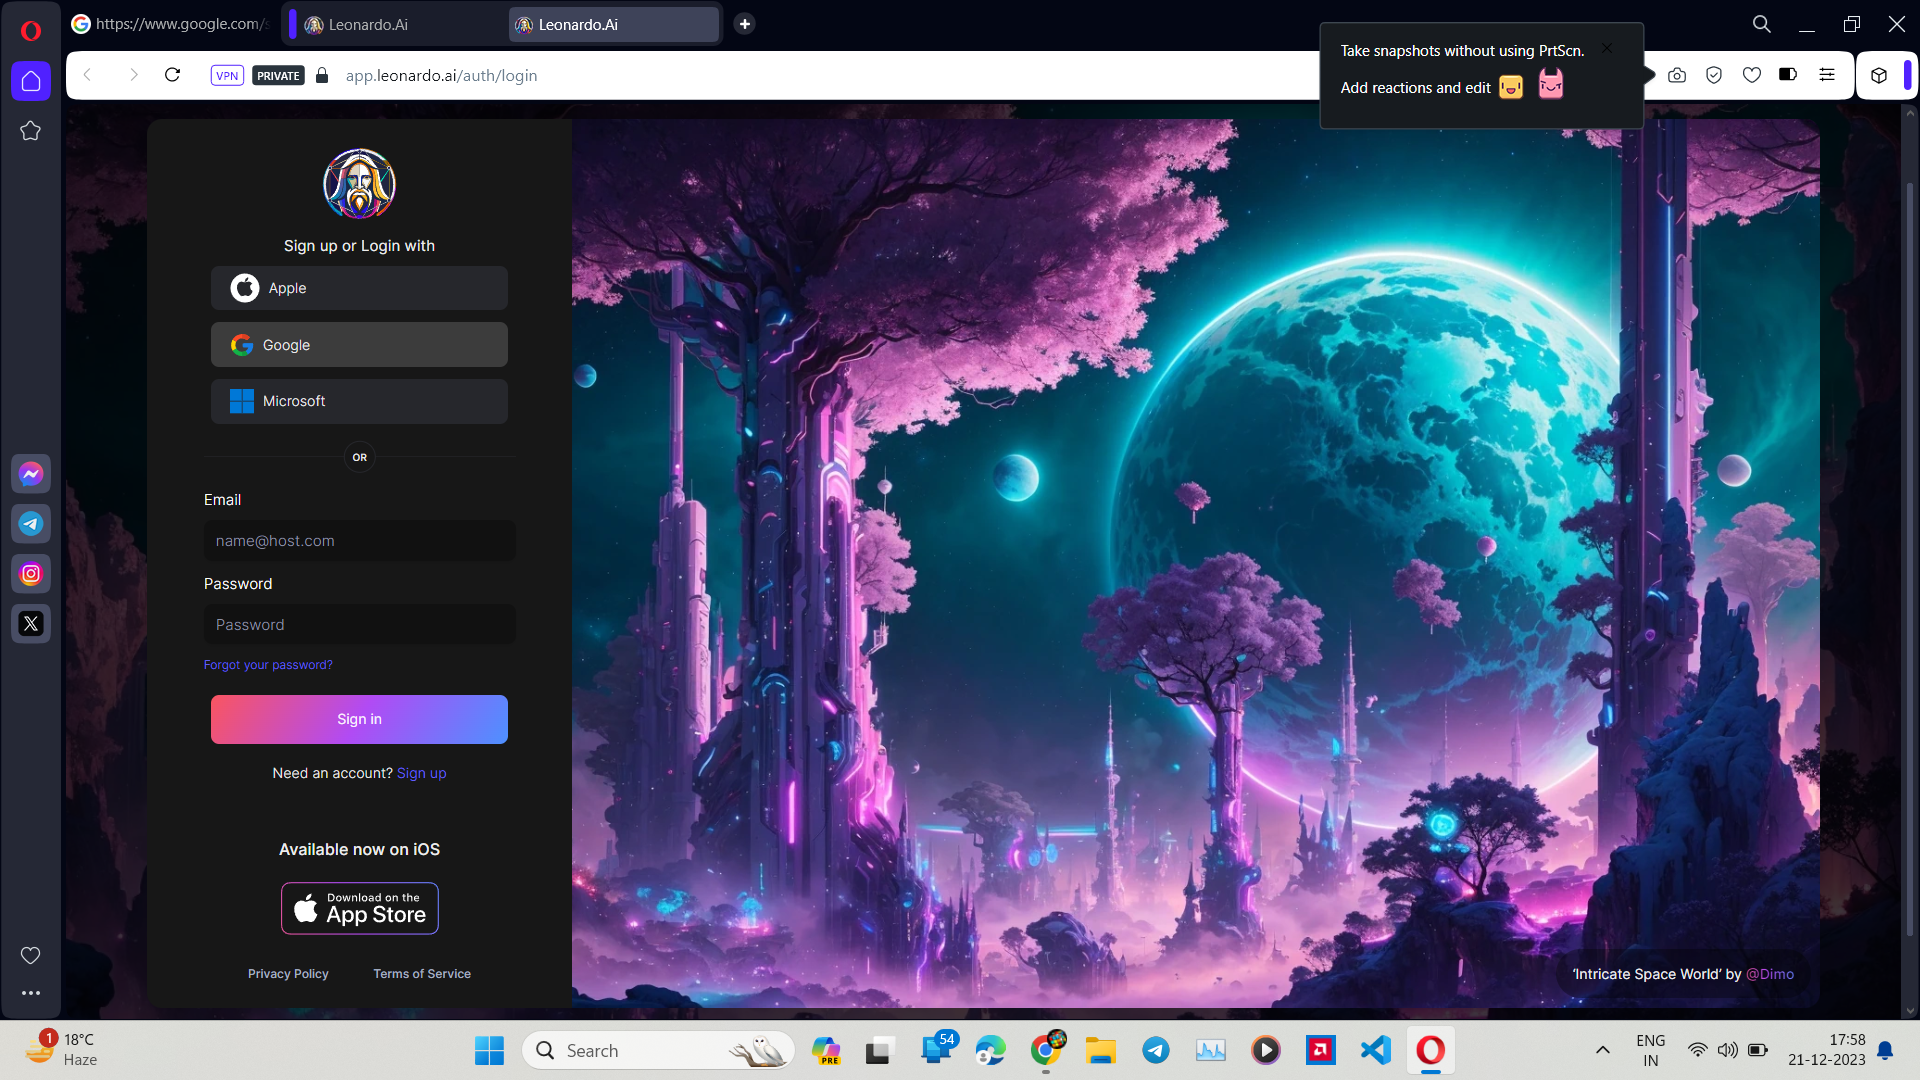 https://www.google.com/s
Leonardo.Ai
Leonardo.Ai
VPN
PRIVATE
app.leonardo.ai/auth/login
Take snapshots without using PrtScn.
Add reactions and edit
Sign up or Login with
Apple
Google
Microsoft
OR
Email
name@host.com
Password
Password
Forgot your password?
Sign in
Need an account? Sign up
Available now on iOS
Download on the
App Store
Privacy Policy
Terms of Service
‘Intricate Space World’ by @Dimo
1
18°C
Haze
Search
PRE
54
ENG
IN
17:58
21-12-2023